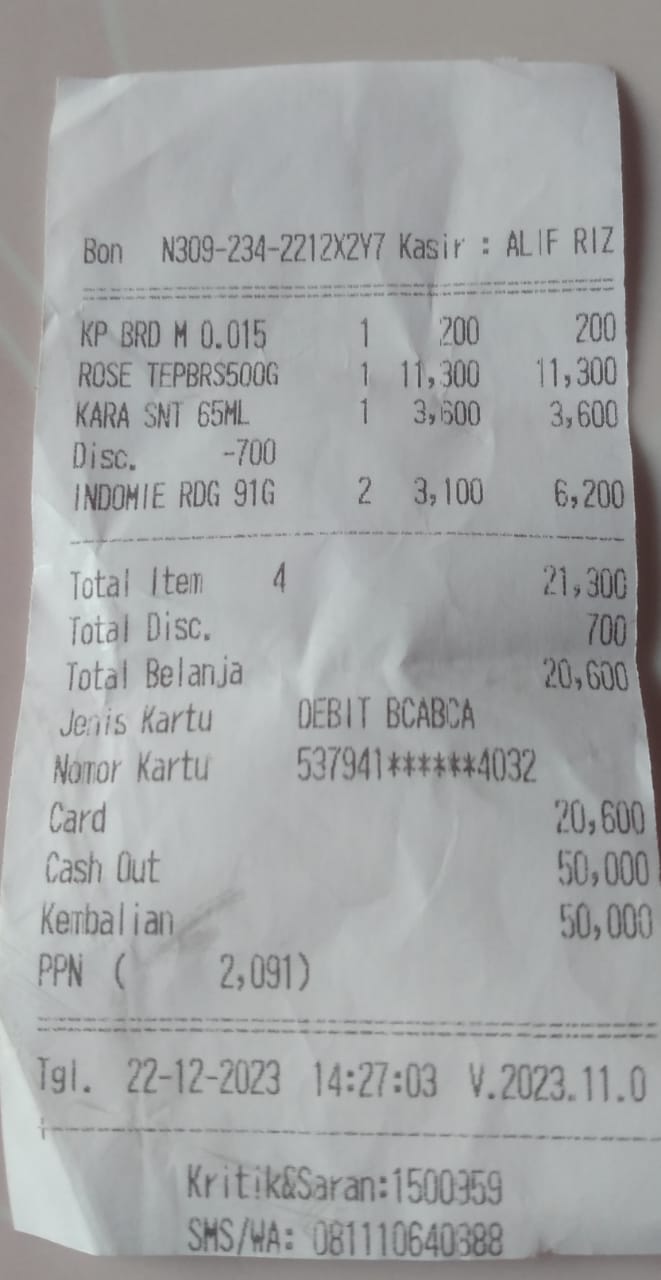 Bon N309-234-2212X2Y7 Kasir : ALIF RIZ
KP BRD M 0.015 1 200 200
ROSE TEPBRS500G 1 11,300 11,300
KARA SNT 65ML 1 3,600 3,600
Disc. -700
INDOMIE RDG 91G 2 3,100 6,200
Total Item 4 21,300
Total Disc. 700
Total Belanja 20,600
Jenis Kartu DEBIT BCABCA
Nomor Kartu 537941******4032
Card 20,600
Cash Out 50,000
Kembalian 50,000
PPN ( 2,091)
Tgl. 22-12-2023 14:27:03 V.2023.11.0
Kritik&Saran:1500959
SMS/WA: 081110640888